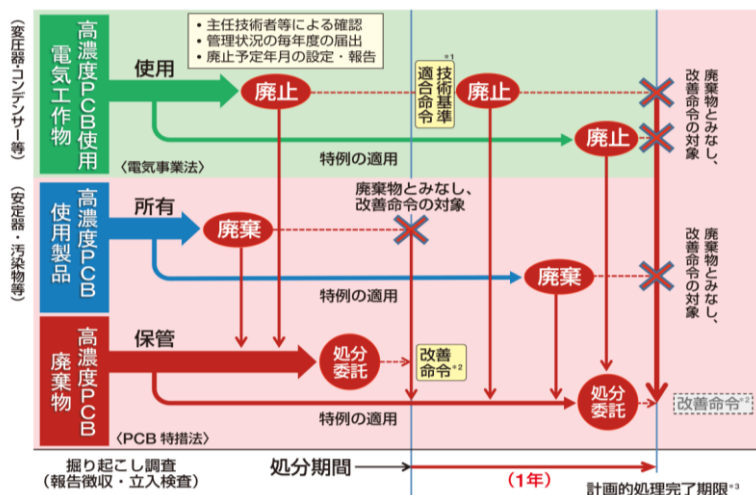 (変圧器・コンデンサー等)
高濃度PCB使用
電気工作物
・主任技術者等による確認
・管理状況の毎年度の届出
・廃止予定年月の設定・報告
使用
廃止
技術基準*1
適合命令
廃止
廃止
特例の適用
〈電気事業法〉
廃棄物とみなし、
改善命令の対象
(安定器・汚染物等)
高濃度PCB
使用製品
所有
廃棄
廃棄物とみなし、
改善命令の対象
廃棄
特例の適用
廃棄物とみなし、
改善命令の対象
高濃度PCB
廃棄物
保管
処分
委託
改善
命令*2
特例の適用
処分
委託
改善命令*2
〈PCB特措法〉
掘り起こし調査
(報告徴収・立入検査)
処分期間
(1年)
計画的処理完了期限*3